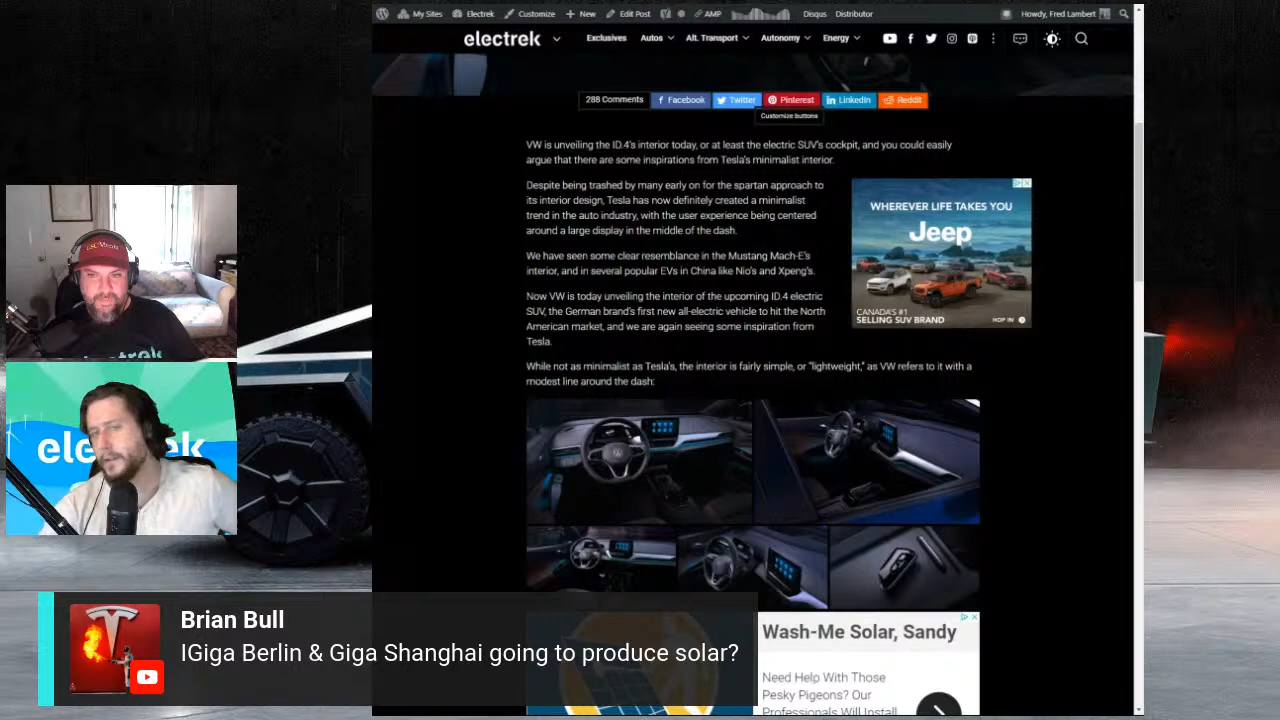 My Sites Electrek Customize New Edit Post AMP Disqus Distributor Howdy, Fred Lambert
electrek Exclusives Autos Alt. Transport Autonomy Energy
288 Comments Facebook Twitter Pinterest LinkedIn Reddit
Customize buttons
VW is unveiling the ID.4's interior today, or at least the electric SUV's cockpit, and you could easily
argue that there are some inspirations from Tesla's minimalist interior.
Despite being trashed by many early on for the spartan approach to
its interior design, Tesla has now definitely created a minimalist
trend in the auto industry, with the user experience being centered
around a large display in the middle of the dash.
We have seen some clear resemblance in the Mustang Mach-E's
interior, and in several popular EVs in China like Nio's and Xpeng's.
Now VW is today unveiling the interior of the upcoming ID.4 electric
SUV, the German brand's first new all-electric vehicle to hit the North
American market, and we are again seeing some inspiration from
Tesla.
WHEREVER LIFE TAKES YOU
Jeep
CANADA'S #1
SELLING SUV BRAND
HOP IN
While not as minimalist as Tesla's, the interior is fairly simple, or "lightweight," as VW refers to it with a
modest line around the dash:
Wash-Me Solar, Sandy
Need Help With Those
Pesky Pigeons? Our
Professionals Will Install
electrek
ele ek
Brian Bull
IGiga Berlin & Giga Shanghai going to produce solar?